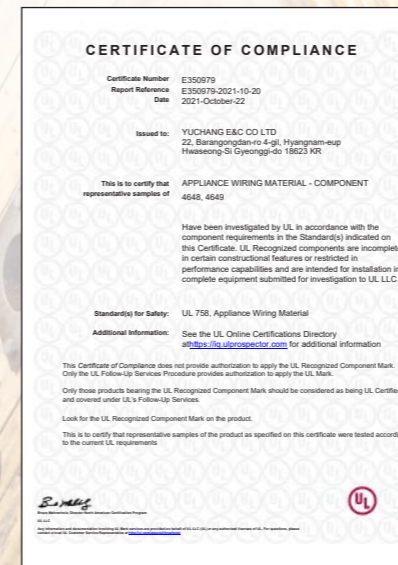 CERTIFICATE OF COMPLIANCE
Certificate Number E350979
Report Reference E350979-2021-10-20
Date 2021-October-22
Issued to: YUCHANG E&C CO LTD
22, Barangongdan-ro 4-gil, Hyangnam-eup
Hwaseong-Si Gyeonggi-do 18623 KR
This is to certify that APPLIANCE WIRING MATERIAL - COMPONENT
representative samples of 4648, 4649
Have been investigated by UL in accordance with the
component requirements in the Standard(s) indicated on
this Certificate. UL Recognized components are incomplete
in certain constructional features or restricted in
performance capabilities and are intended for installation in
complete equipment submitted for investigation to UL LLC.
Standard(s) for Safety: UL 758, Appliance Wiring Material
Additional Information: See the UL Online Certifications Directory
athttps://iq.ulprospector.com for additional information
This Certificate of Compliance does not provide authorization to apply the UL Recognized Component Mark.
Only the UL Follow-Up Services Procedure provides authorization to apply the UL Mark.
Only those products bearing the UL Recognized Component Mark should be considered as being UL Certifie
and covered under UL's Follow-Up Services.
Look for the UL Recognized Component Mark on the product.
This is to certify that representative samples of the product as specified on this certificate were tested accordi
to the current UL requirements
UL
UL LLC